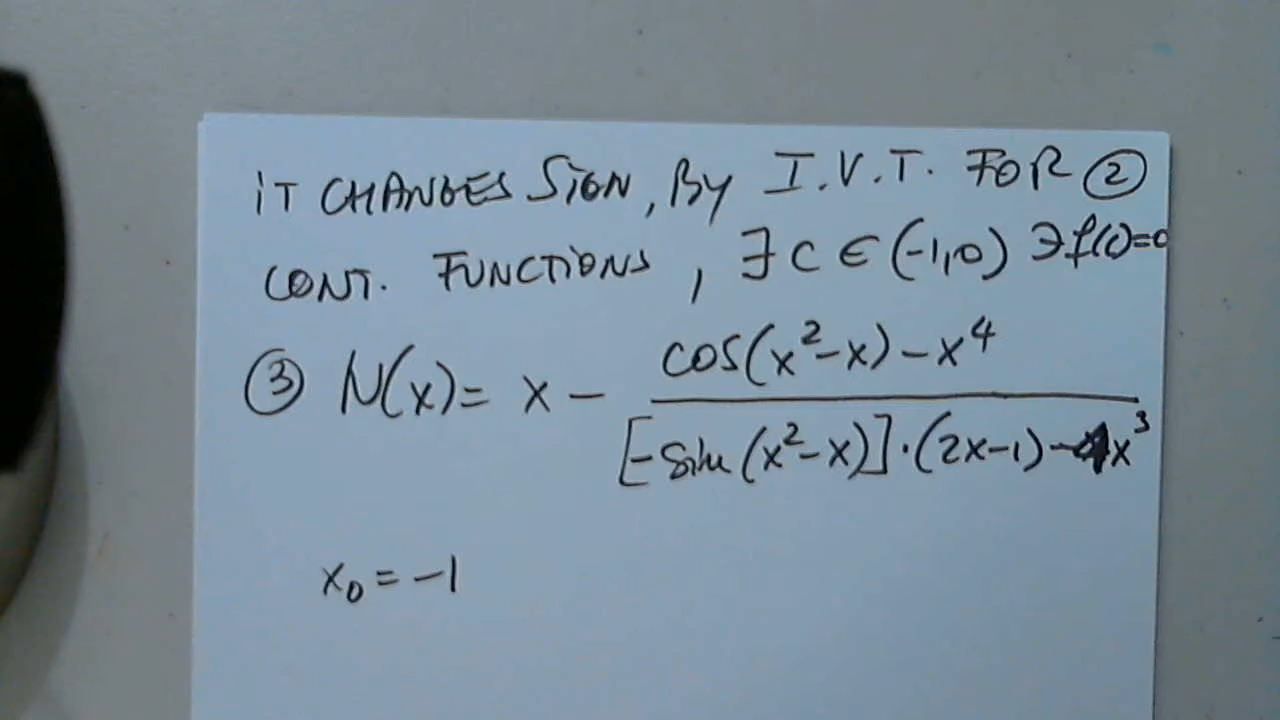 iT CHANGES SiGN, By I.V.T. FOR ②
CONT. FUNCTiONS, ∃ C ∈ (-1,0) ∋ f(c)=0
③ N(x) = x - (cos(x²-x) - x⁴) / ([-sin(x²-x)]·(2x-1) - 4x³)
x₀ = -1